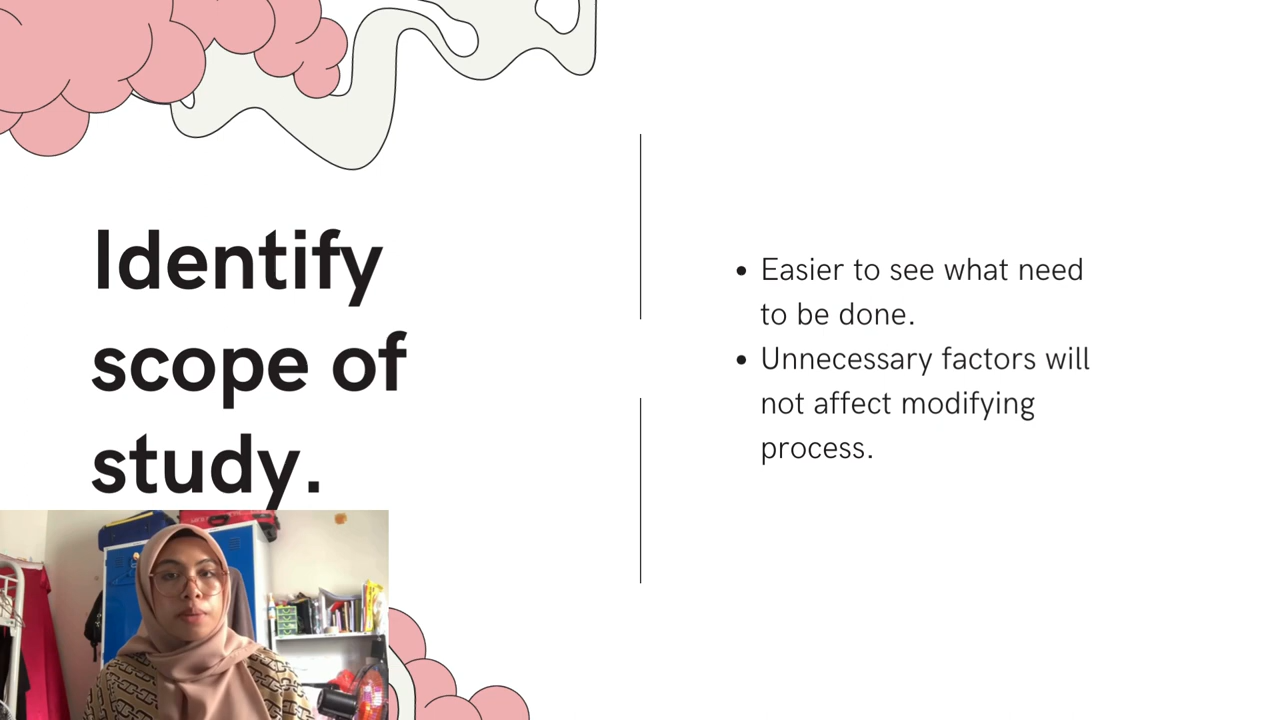 Identify
scope of
study.
Easier to see what need
to be done.
Unnecessary factors will
not affect modifying
process.